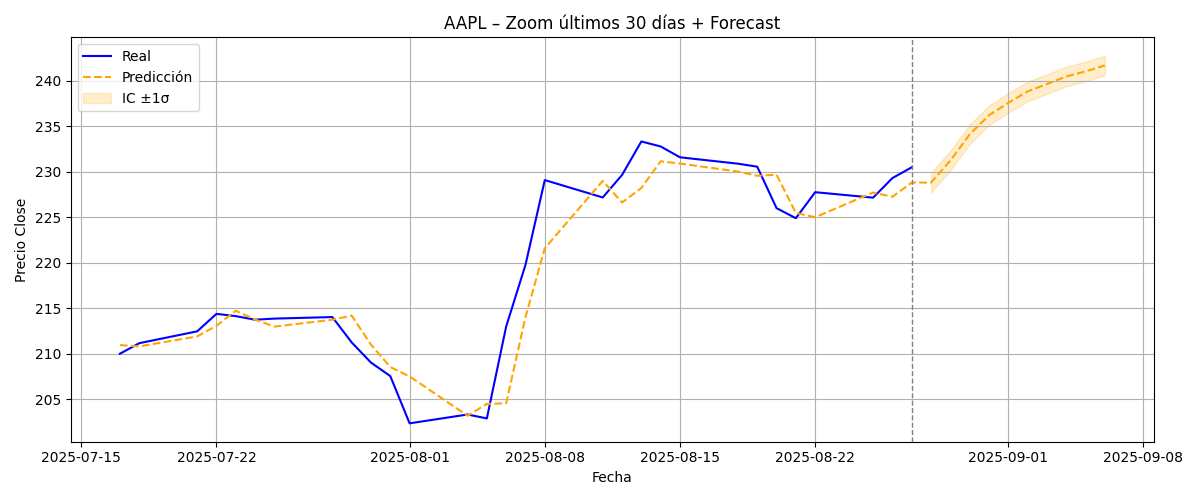 AAPL – Zoom últimos 30 días + Forecast
Real
Predicción
IC ±1σ
Precio Close
240
235
230
225
220
215
210
205
2025-07-15
2025-07-22
2025-08-01
2025-08-08
2025-08-15
2025-08-22
2025-09-01
2025-09-08
Fecha